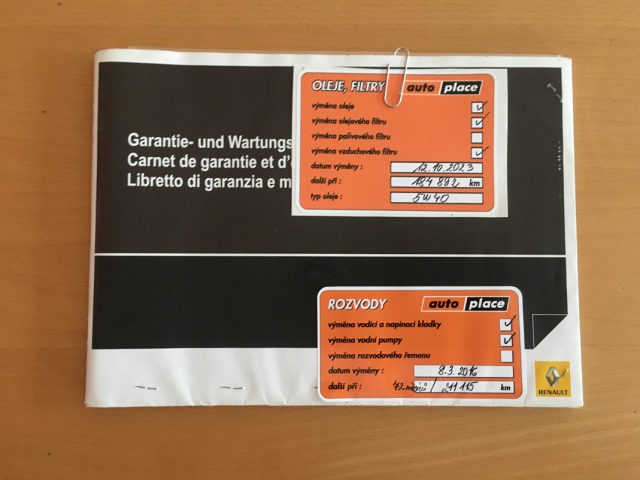 OLEJE, FILTRY auto place
výměna oleje
výměna olejového filtru
výměna palivového filtru
výměna vzduchového filtru
datum výměny : 12.10.2023
další při : 184 892 km
typ oleje : 5W40
Garantie- und Wartungs
Carnet de garantie et d'
Libretto di garanzia e m
ROZVODY auto place
výměna vodící a napínací kladky
výměna vodní pumpy
výměna rozvodového řemenu
datum výměny : 8.3.2016
další při : km
RENAULT